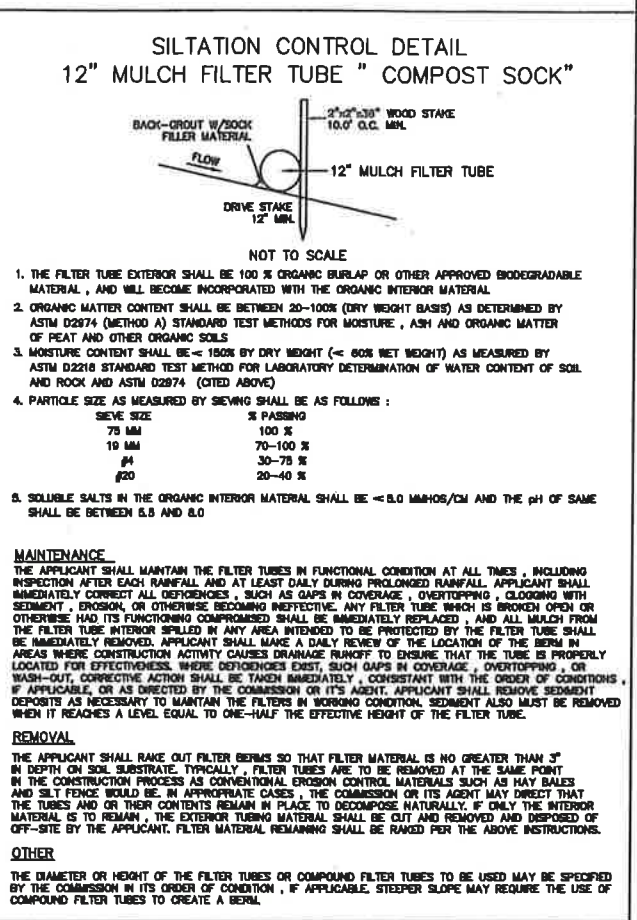 SILTATION CONTROL DETAIL
12" MULCH FILTER TUBE " COMPOST SOCK"
2"x2"x36" WOOD STAKE
10.0' O.C. MIN.
BACK-GROUT W/SOCK
FILLER MATERIAL
FLOW
12" MULCH FILTER TUBE
DRIVE STAKE
12" MIN.
NOT TO SCALE
1. THE FILTER TUBE EXTERIOR SHALL BE 100 % ORGANIC BURLAP OR OTHER APPROVED BIODEGRADABLE
MATERIAL , AND WILL BECOME INCORPORATED WITH THE ORGANIC INTERIOR MATERIAL
2. ORGANIC MATTER CONTENT SHALL BE BETWEEN 20-100% (DRY WEIGHT BASIS) AS DETERMINED BY
ASTM D2974 (METHOD A) STANDARD TEST METHODS FOR MOISTURE , ASH AND ORGANIC MATTER
OF PEAT AND OTHER ORGANIC SOILS
3. MOISTURE CONTENT SHALL BE < 150% BY DRY WEIGHT (< 60% WET WEIGHT) AS MEASURED BY
ASTM D2216 STANDARD TEST METHOD FOR LABORATORY DETERMINATION OF WATER CONTENT OF SOIL
AND ROCK AND ASTM D2974 (CITED ABOVE)
4. PARTICLE SIZE AS MEASURED BY SIEVING SHALL BE AS FOLLOWS :
SIEVE SIZE % PASSING
75 MM 100 %
19 MM 70-100 %
#4 30-75 %
#20 20-40 %
5. SOLUBLE SALTS IN THE ORGANIC INTERIOR MATERIAL SHALL BE < 5.0 MMHOS/CM AND THE pH OF SAME
SHALL BE BETWEEN 5.5 AND 8.0
MAINTENANCE
THE APPLICANT SHALL MAINTAIN THE FILTER TUBES IN FUNCTIONAL CONDITION AT ALL TIMES , INCLUDING
INSPECTION AFTER EACH RAINFALL AND AT LEAST DAILY DURING PROLONGED RAINFALL. APPLICANT SHALL
IMMEDIATELY CORRECT ALL DEFICIENCIES , SUCH AS GAPS IN COVERAGE , OVERTOPPING , CLOGGING WITH
SEDIMENT , EROSION, OR OTHERWISE BECOMING INEFFECTIVE. ANY FILTER TUBE WHICH IS BROKEN OPEN OR
OTHERWISE HAD ITS FUNCTIONING COMPROMISED SHALL BE IMMEDIATELY REPLACED , AND ALL MULCH FROM
THE FILTER TUBE INTERIOR SPILLED IN ANY AREA INTENDED TO BE PROTECTED BY THE FILTER TUBE SHALL
BE IMMEDIATELY REMOVED. APPLICANT SHALL MAKE A DAILY REVIEW OF THE LOCATION OF THE BERM IN
AREAS WHERE CONSTRUCTION ACTIVITY CAUSES DRAINAGE RUNOFF TO ENSURE THAT THE TUBE IS PROPERLY
LOCATED FOR EFFECTIVENESS. WHERE DEFICIENCIES EXIST, SUCH GAPS IN COVERAGE , OVERTOPPING , OR
WASH-OUT, CORRECTIVE ACTION SHALL BE TAKEN IMMEDIATELY , CONSISTANT WITH THE ORDER OF CONDITIONS ,
IF APPLICABLE, OR AS DIRECTED BY THE COMMISSION OR IT'S AGENT. APPLICANT SHALL REMOVE SEDIMENT
DEPOSITS AS NECESSARY TO MAINTAIN THE FILTERS IN WORKING CONDITION. SEDIMENT ALSO MUST BE REMOVED
WHEN IT REACHES A LEVEL EQUAL TO ONE-HALF THE EFFECTIVE HEIGHT OF THE FILTER TUBE.
REMOVAL
THE APPLICANT SHALL RAKE OUT FILTER BERMS SO THAT FILTER MATERIAL IS NO GREATER THAN 3"
IN DEPTH ON SOIL SUBSTRATE. TYPICALLY , FILTER TUBES ARE TO BE REMOVED AT THE SAME POINT
IN THE CONSTRUCTION PROCESS AS CONVENTIONAL EROSION CONTROL MATERIALS SUCH AS HAY BALES
AND SILT FENCE WOULD BE. IN APPROPRIATE CASES , THE COMMISSION OR ITS AGENT MAY DIRECT THAT
THE TUBES AND OR THEIR CONTENTS REMAIN IN PLACE TO DECOMPOSE NATURALLY. IF ONLY THE INTERIOR
MATERIAL IS TO REMAIN , THE EXTERIOR TUBING MATERIAL SHALL BE CUT AND REMOVED AND DISPOSED OF
OFF-SITE BY THE APPLICANT. FILTER MATERIAL REMAINING SHALL BE RAKED PER THE ABOVE INSTRUCTIONS.
OTHER
THE DIAMETER OR HEIGHT OF THE FILTER TUBES OR COMPOUND FILTER TUBES TO BE USED MAY BE SPECIFIED
BY THE COMMISSION IN ITS ORDER OF CONDITION , IF APPLICABLE. STEEPER SLOPE MAY REQUIRE THE USE OF
COMPOUND FILTER TUBES TO CREATE A BERM.